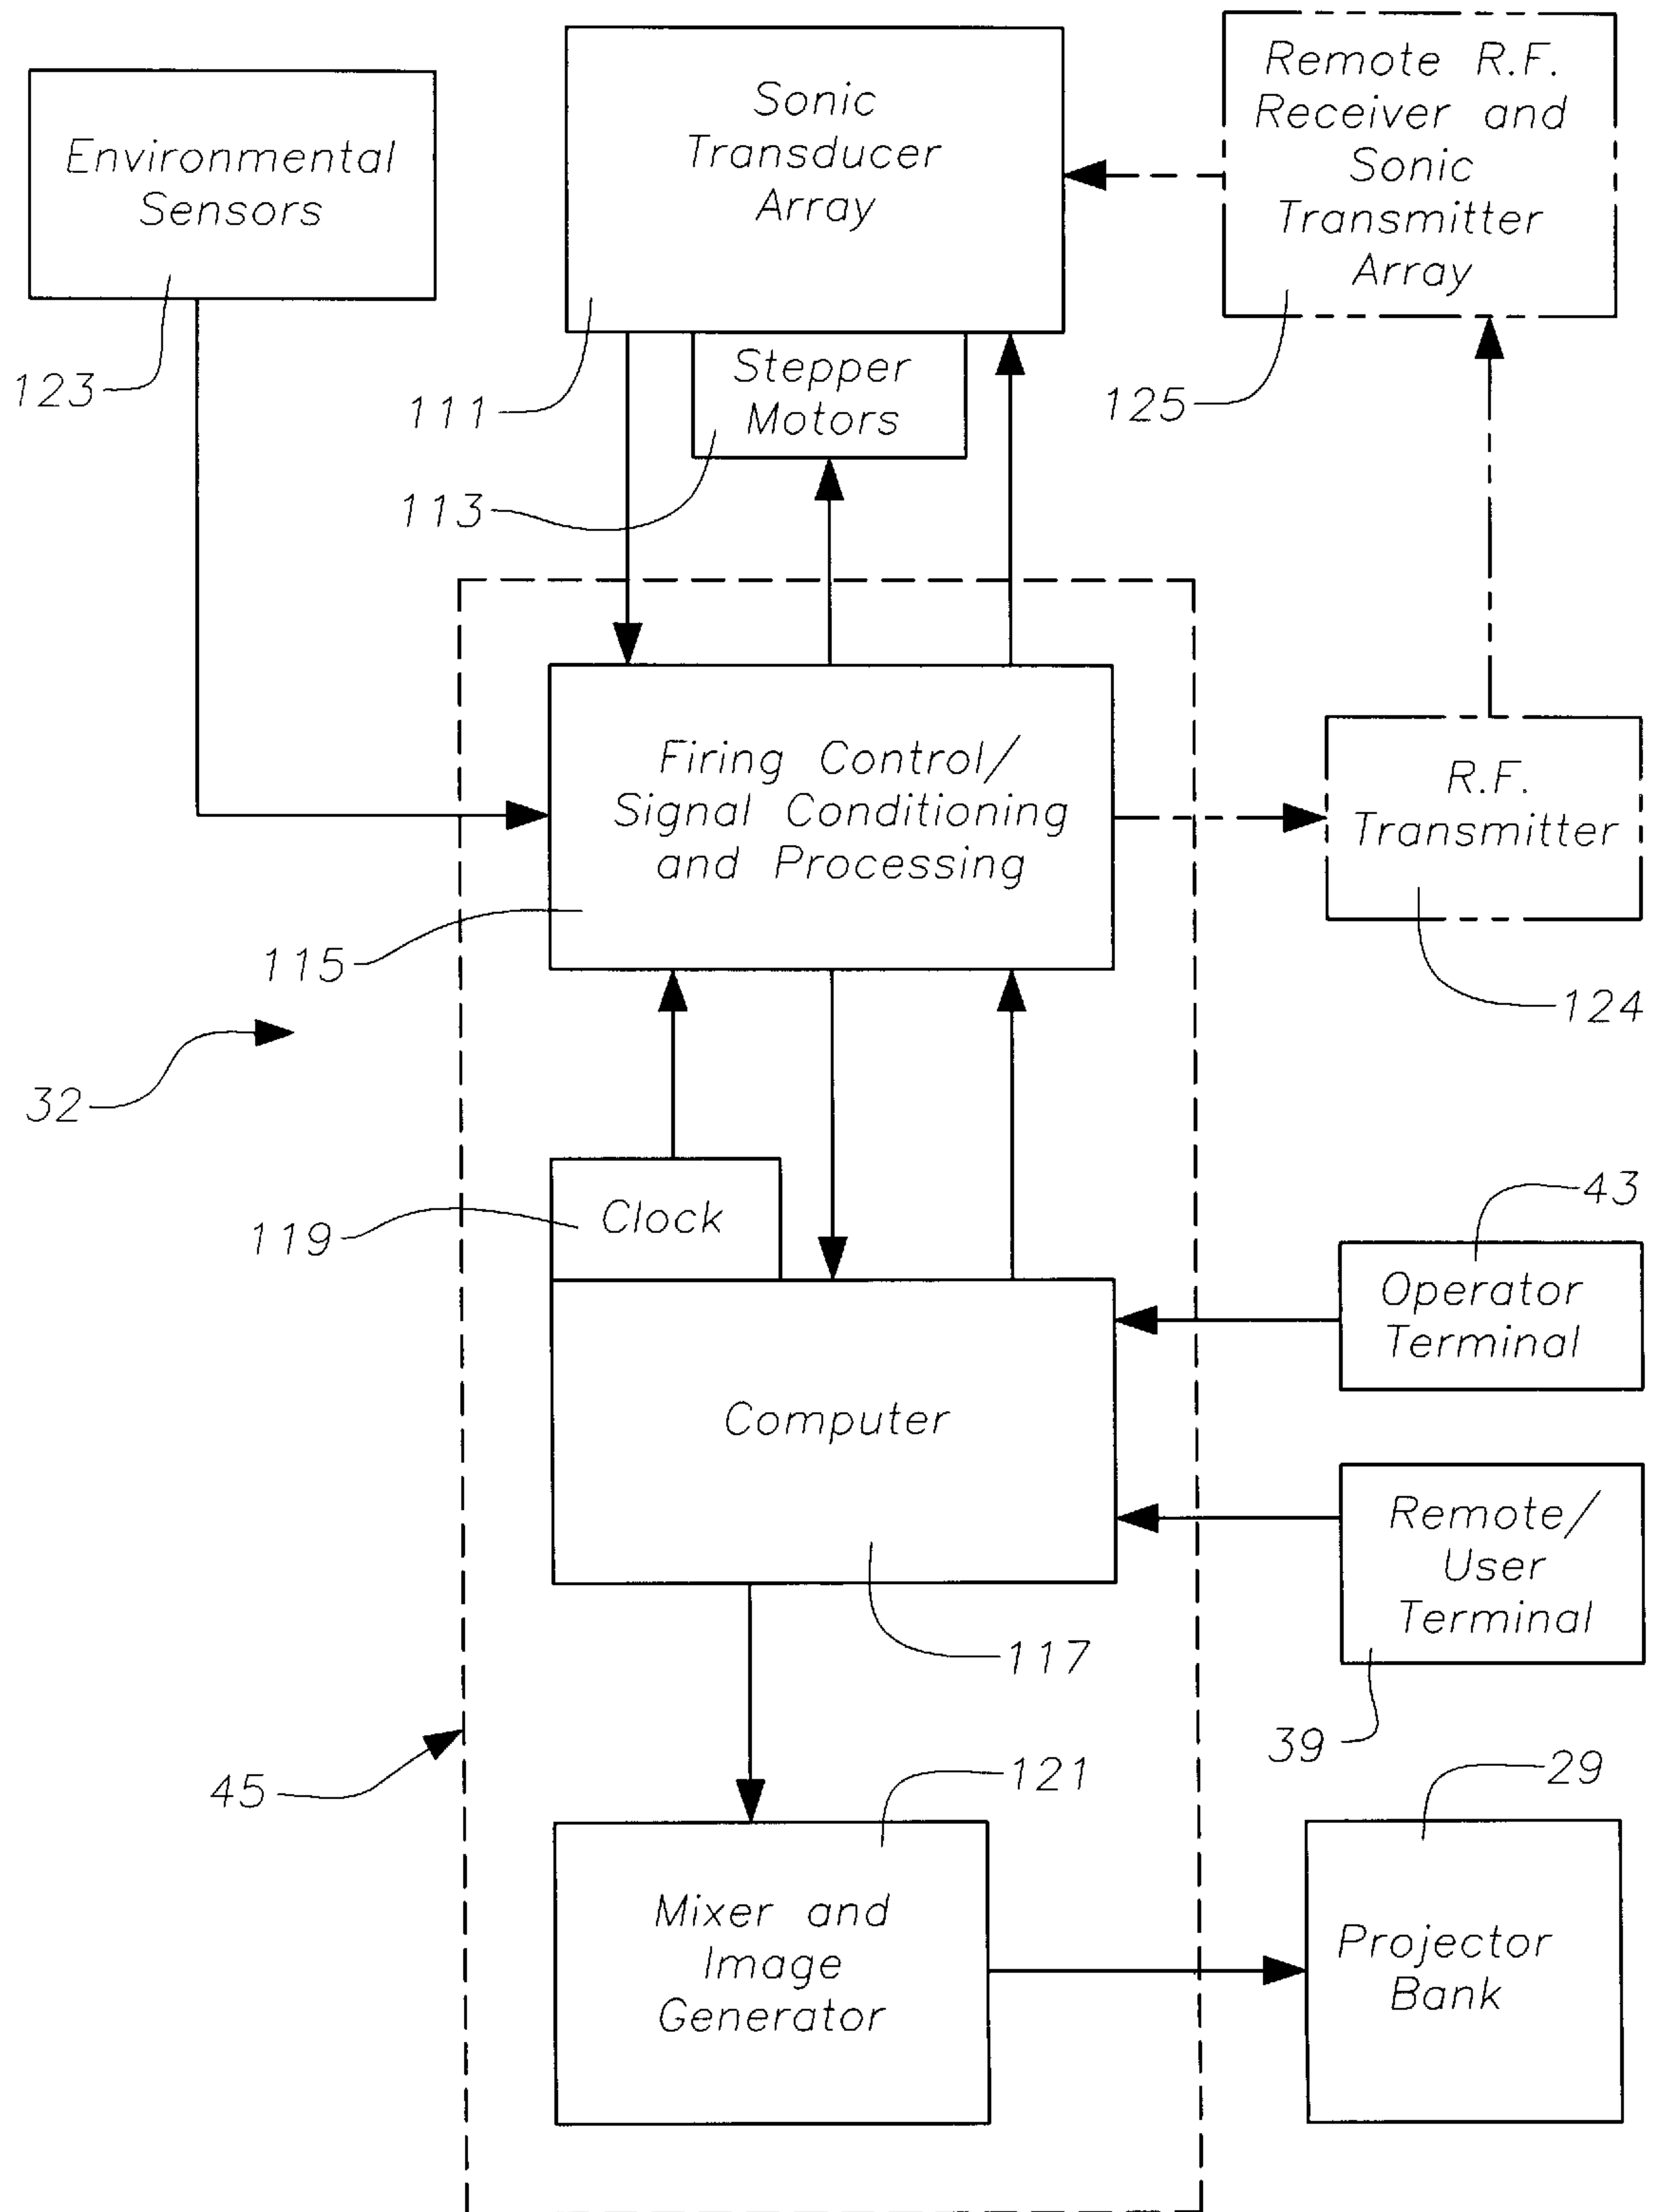 Environmental
Sensors
123
Sonic
Transducer
Array
111
Remote R.F.
Receiver and
Sonic
Transmitter
Array
125
Stepper
Motors
113
Firing Control/
Signal Conditioning
and Processing
115
R.F.
Transmitter
124
32
Clock
119
43
Operator
Terminal
Computer
117
Remote/
User
Terminal
39
45
121
Mixer and
Image
Generator
29
Projector
Bank